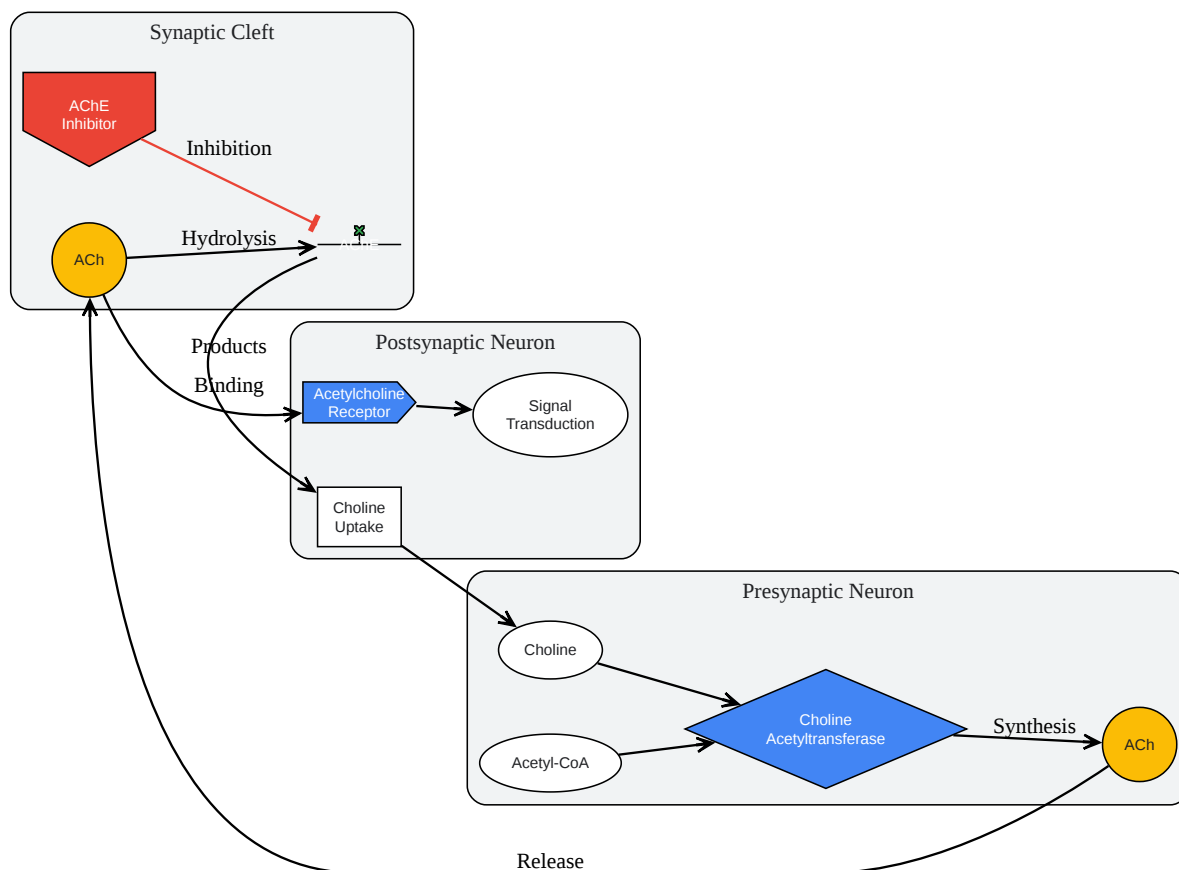 Synaptic Cleft
AChE
Inhibitor
Inhibition
Hydrolysis
ACh
Products
Binding
Postsynaptic Neuron
Acetylcholine
Receptor
Signal
Transduction
Choline
Uptake
Presynaptic Neuron
Choline
Choline
Acetyltransferase
Acetyl-CoA
Synthesis
ACh
Release